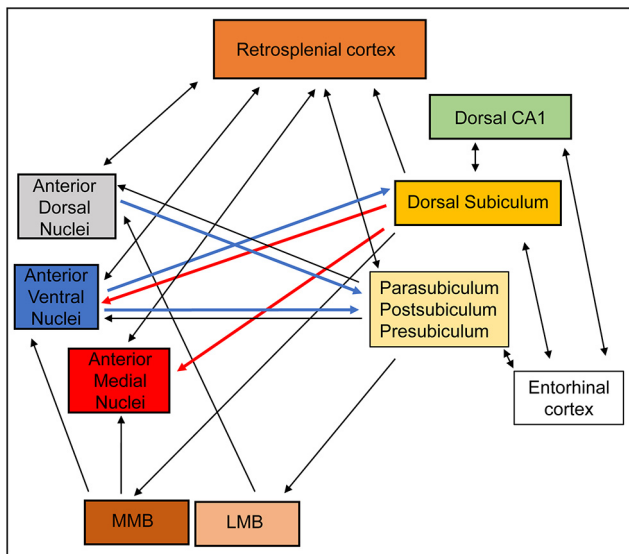 Retrosplenial cortex
Dorsal CA1
Anterior
Dorsal
Nuclei
Dorsal Subiculum
Anterior
Ventral
Nuclei
Parasubiculum
Postsubiculum
Presubiculum
Anterior
Medial
Nuclei
Entorhinal
cortex
MMB
LMB